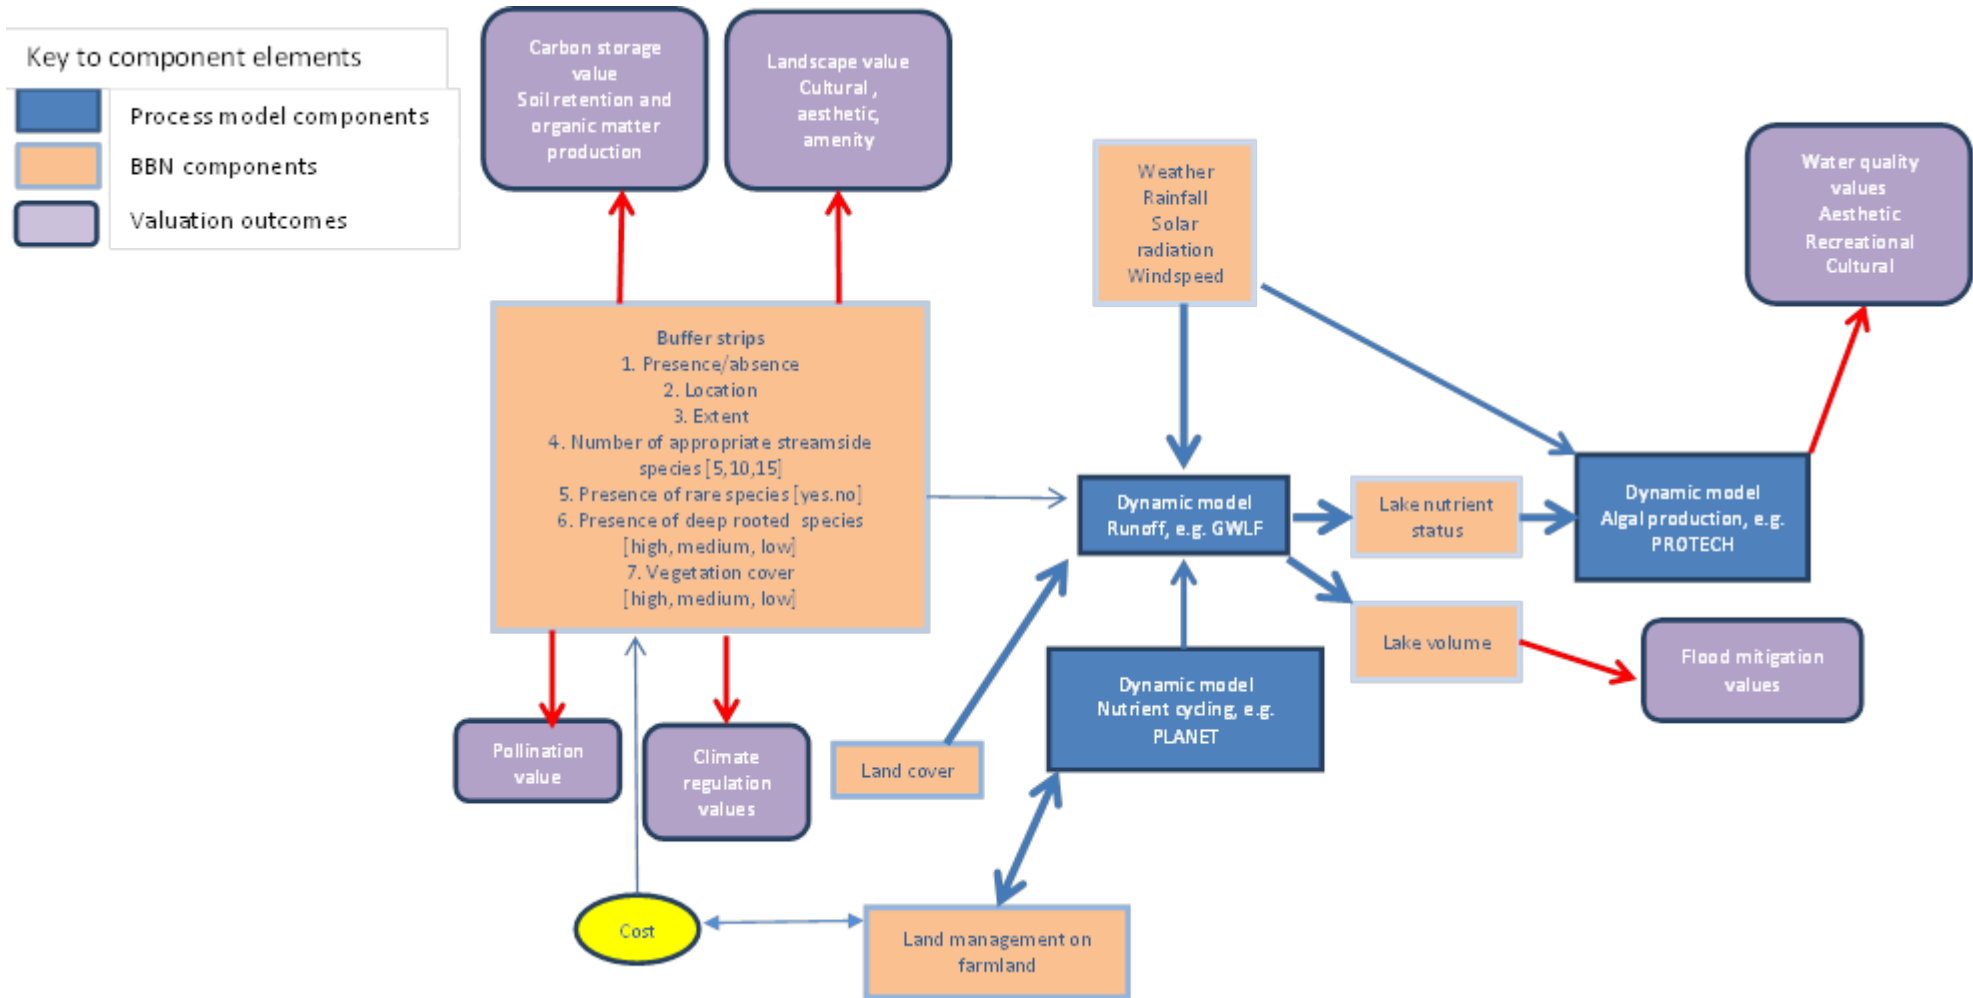 Key to component elements
Process model components
BBN components
Valuation outcomes
Carbon storage
value
Soil retention and
organic matter
production
Landscape value
Cultural ,
aesthetic,
amenity
Weather
Rainfall
Solar
radiation
Windspeed
Water quality
values
Aesthetic
Recreational
Cultural
Buffer strips
1. Presence/absence
2. Location
3. Extent
4. Number of appropriate streamside
species [5,10,15]
5. Presence of rare species [yes.no]
6. Presence of deep rooted species
[high, medium, low]
7. Vegetation cover
[high, medium, low]
Dynamic model
Runoff, e.g. GWLF
Lake nutrient
status
Dynamic model
Algal production, e.g.
PROTECH
Lake volume
Flood mitigation
values
Dynamic model
Nutrient cycling, e.g.
PLANET
Land cover
Pollination
value
Climate
regulation
values
Cost
Land management on
farmland